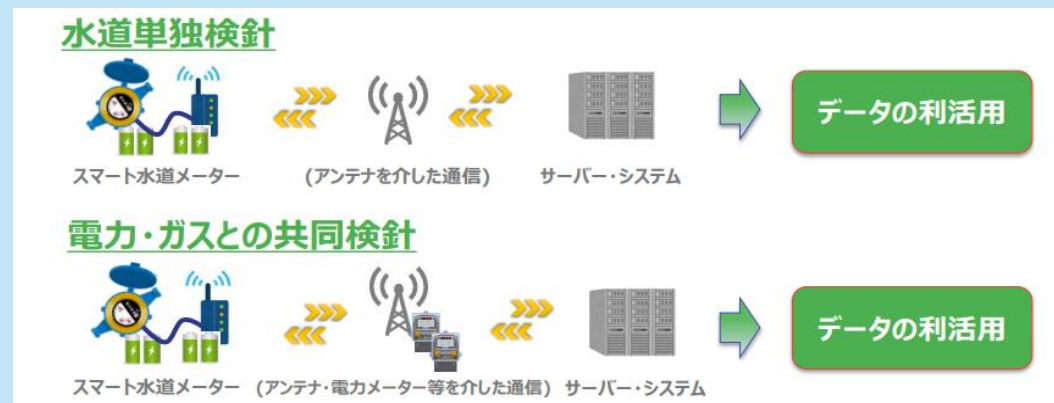 水道単独検針
スマート水道メーター
(アンテナを介した通信)
サーバー・システム
データの利活用
電力・ガスとの共同検針
スマート水道メーター
(アンテナ・電力メーター等を介した通信)
サーバー・システム
データの利活用